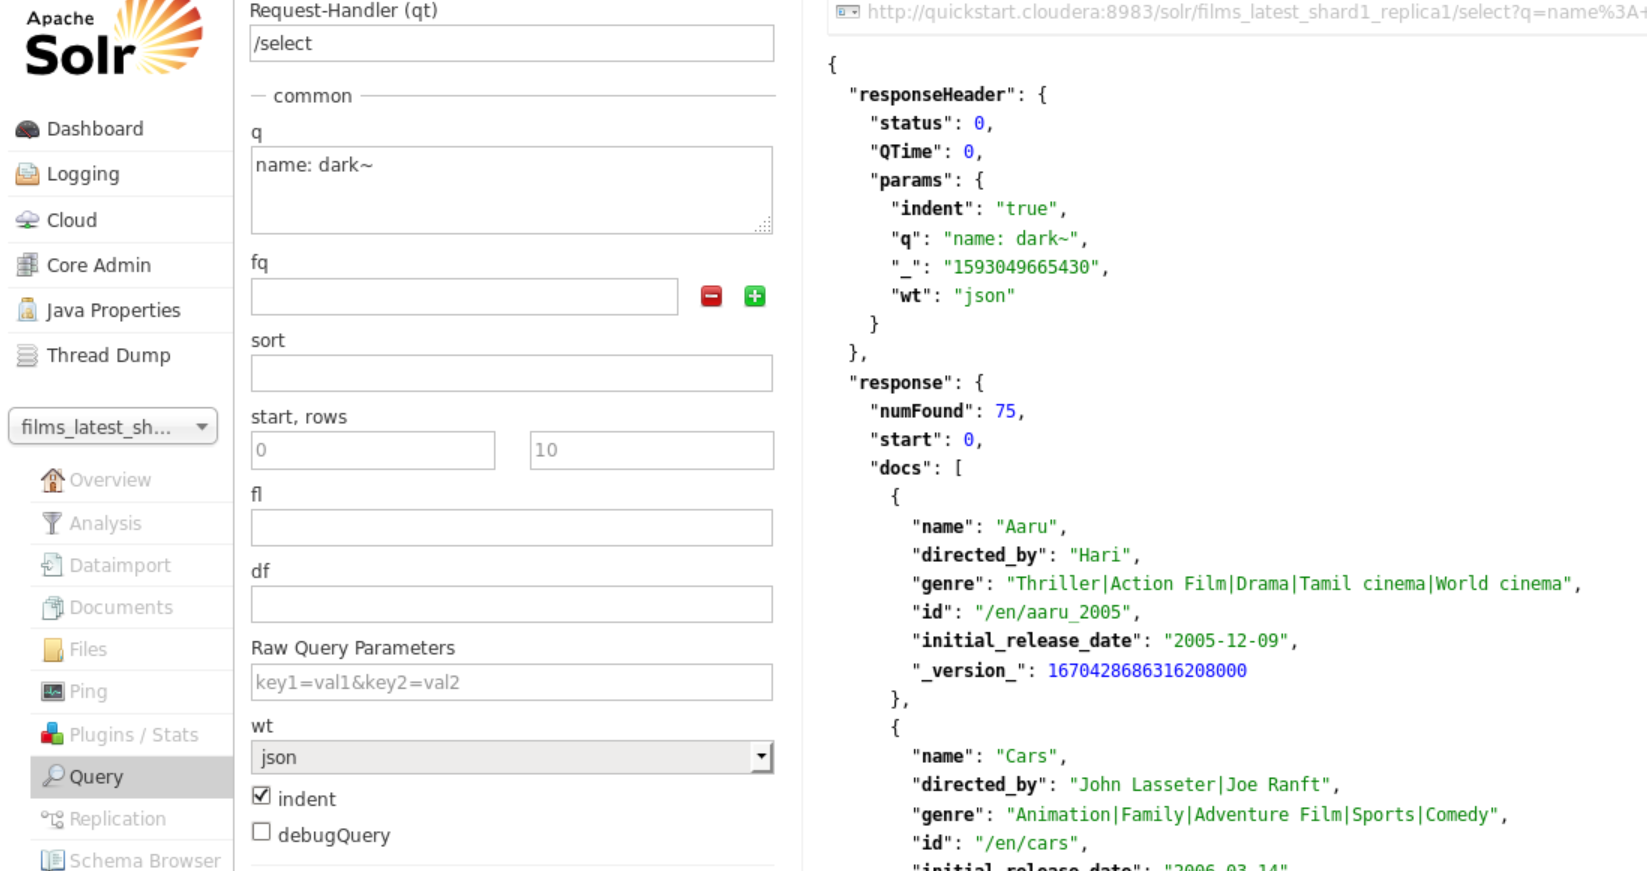 Apache
Solr
Dashboard
Logging
Cloud
Core Admin
Java Properties
Thread Dump
films_latest_sh...
Overview
Analysis
Dataimport
Documents
Files
Ping
Plugins / Stats
Query
Replication
Schema Browser
Request-Handler (qt)
/select
common
q
name: dark~
fq
sort
start, rows
0 10
fl
df
Raw Query Parameters
key1=val1&key2=val2
wt
json
indent
debugQuery
http://quickstart.cloudera:8983/solr/films_latest_shard1_replica1/select?q=name%3A+
{
"responseHeader": {
"status": 0,
"QTime": 0,
"params": {
"indent": "true",
"q": "name: dark~",
"_": "1593049665430",
"wt": "json"
}
},
"response": {
"numFound": 75,
"start": 0,
"docs": [
{
"name": "Aaru",
"directed_by": "Hari",
"genre": "Thriller|Action Film|Drama|Tamil cinema|World cinema",
"id": "/en/aaru_2005",
"initial_release_date": "2005-12-09",
"_version_": 1670428686316208000
},
{
"name": "Cars",
"directed_by": "John Lasseter|Joe Ranft",
"genre": "Animation|Family|Adventure Film|Sports|Comedy",
"id": "/en/cars",
"initial_release_date": "2006-03-14"